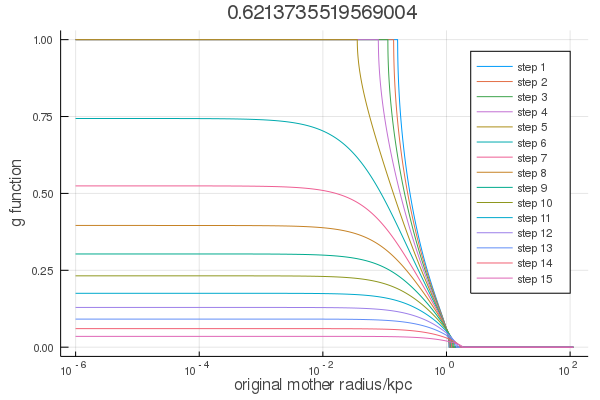 0.6213735519569004
g function
1.00
0.75
0.50
0.25
0.00
10^-6
10^-4
10^-2
10^0
10^2
original mother radius/kpc
step 1
step 2
step 3
step 4
step 5
step 6
step 7
step 8
step 9
step 10
step 11
step 12
step 13
step 14
step 15